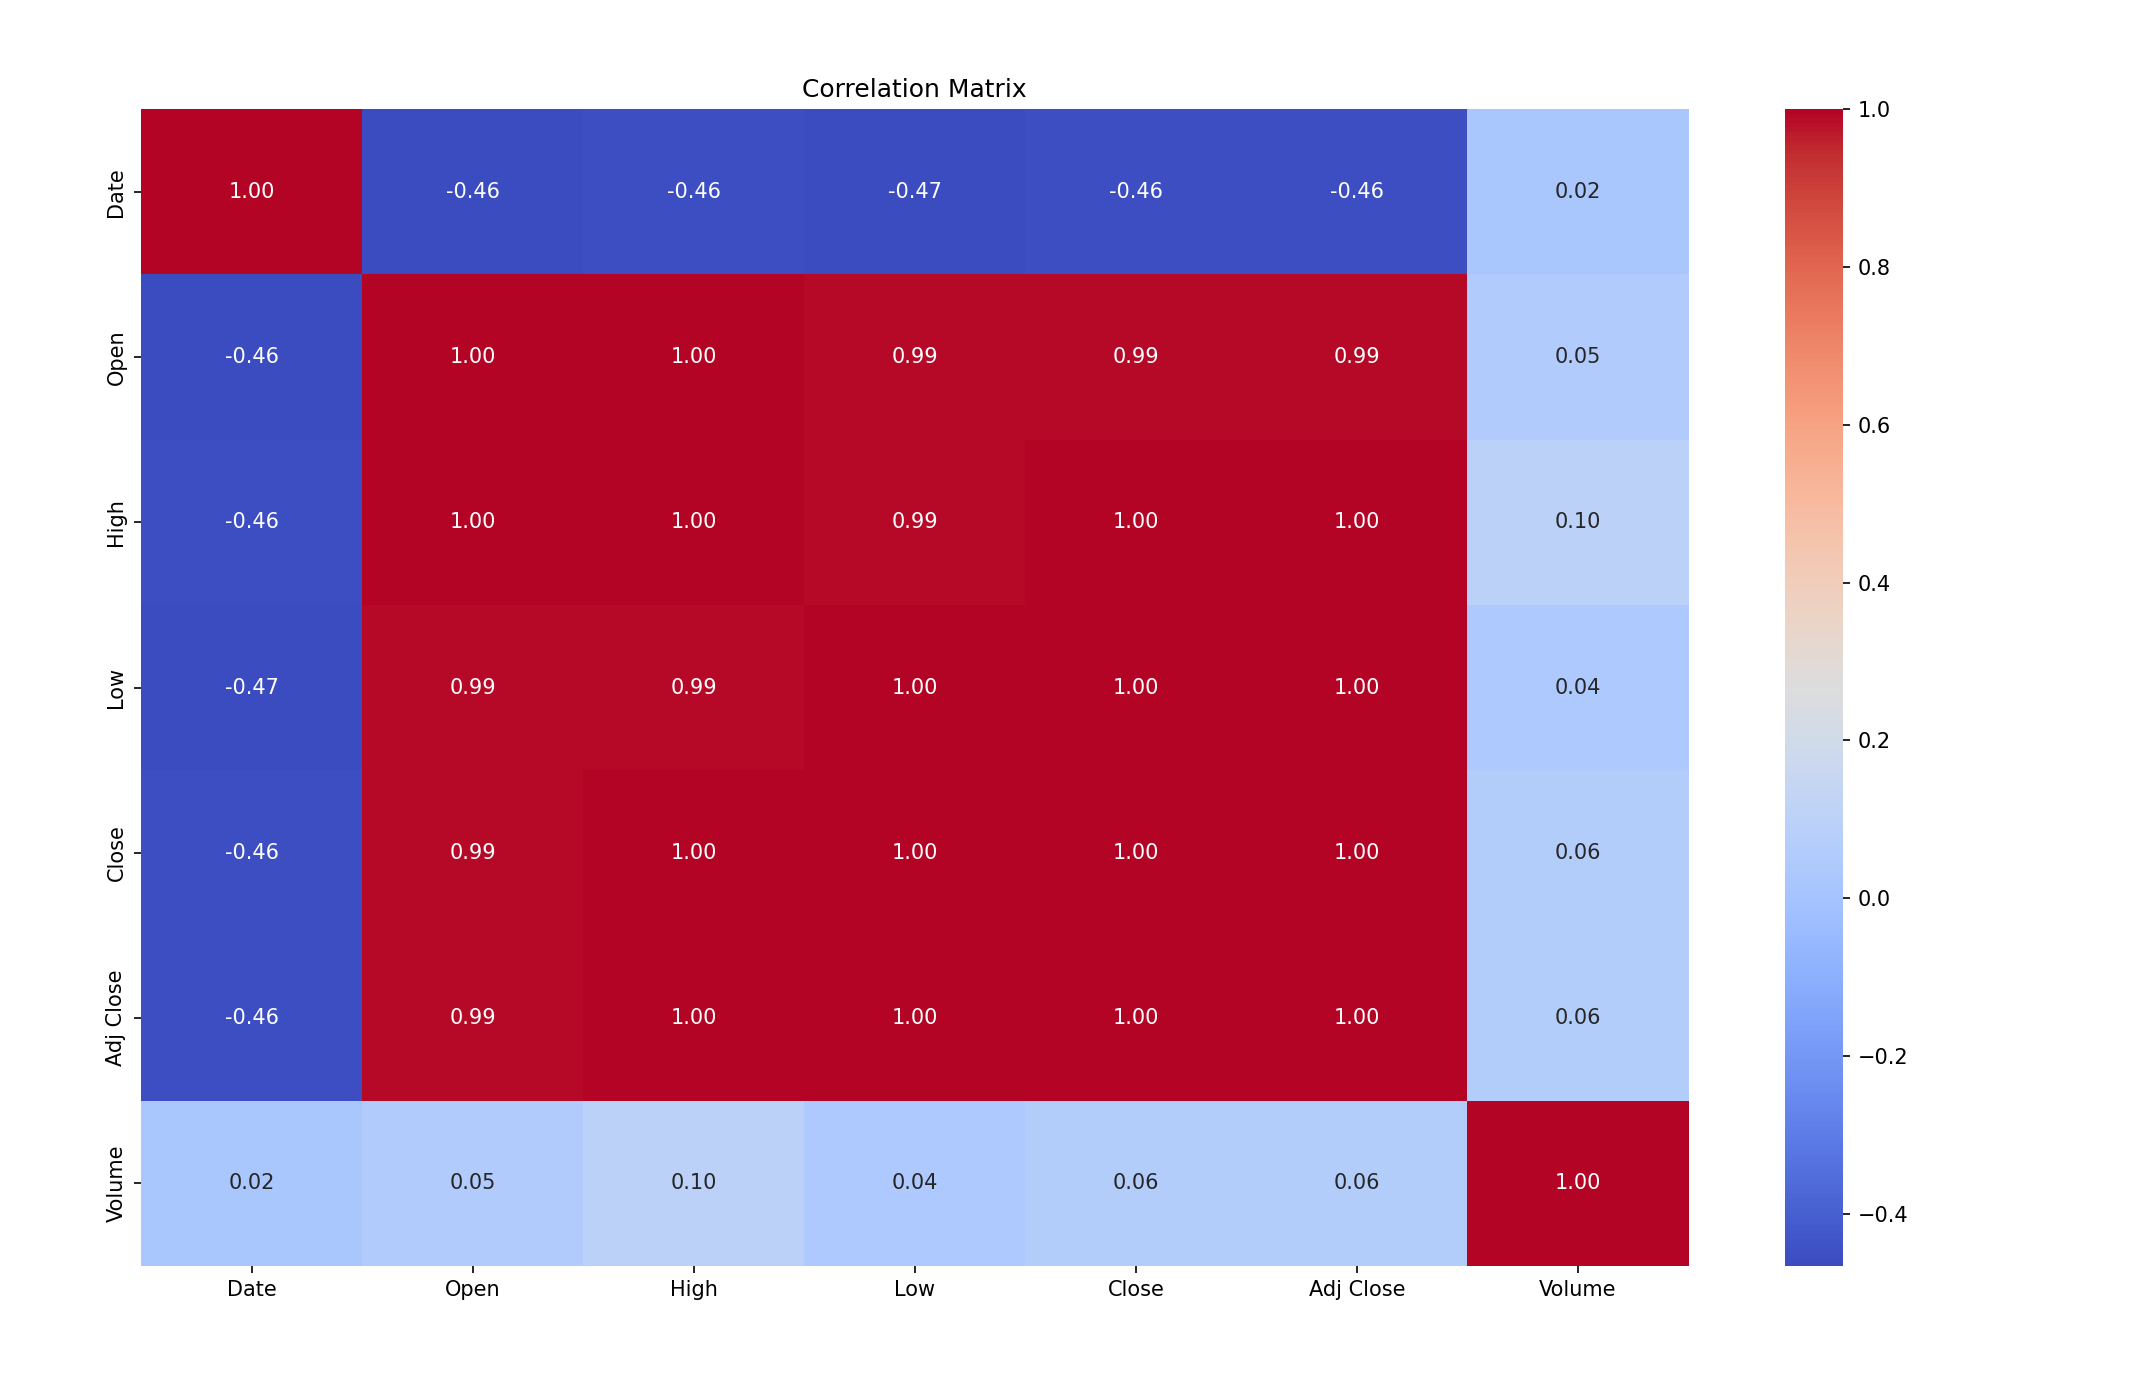 Correlation Matrix
Date 1.00 -0.46 -0.46 -0.47 -0.46 -0.46 0.02
Open -0.46 1.00 1.00 0.99 0.99 0.99 0.05
High -0.46 1.00 1.00 0.99 1.00 1.00 0.10
Low -0.47 0.99 0.99 1.00 1.00 1.00 0.04
Close -0.46 0.99 1.00 1.00 1.00 1.00 0.06
Adj Close -0.46 0.99 1.00 1.00 1.00 1.00 0.06
Volume 0.02 0.05 0.10 0.04 0.06 0.06 1.00
Date Open High Low Close Adj Close Volume
1.0
0.8
0.6
0.4
0.2
0.0
−0.2
−0.4